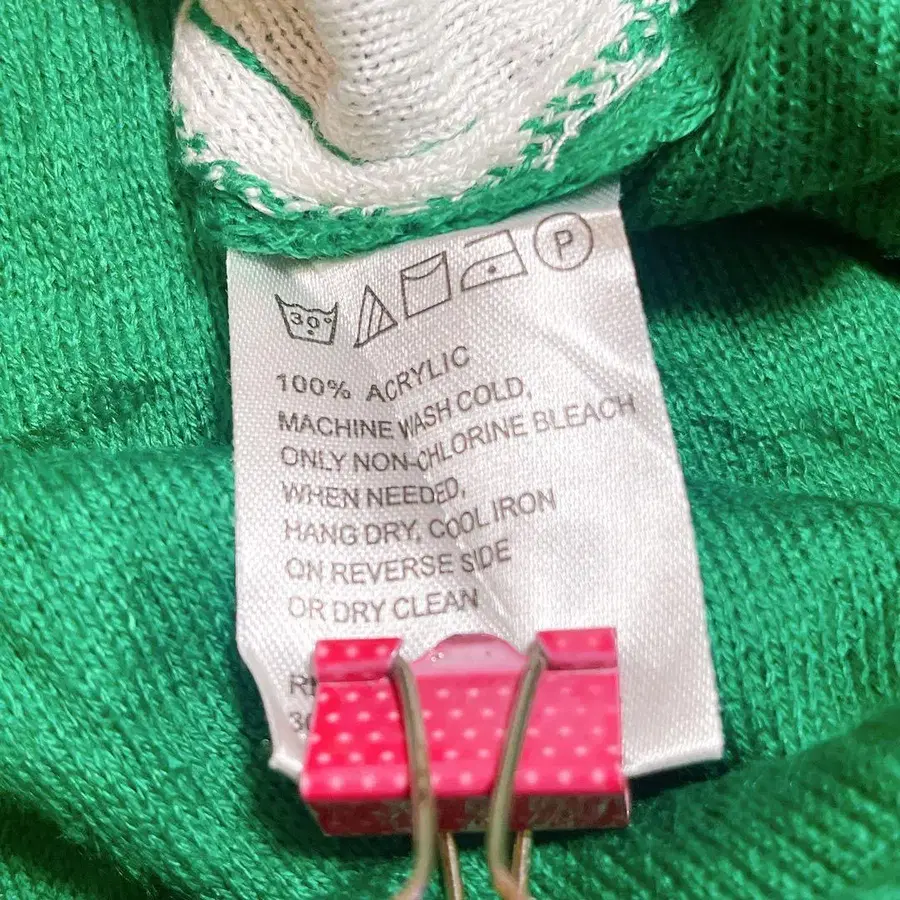 30°
P
100% ACRYLIC
MACHINE WASH COLD,
ONLY NON-CHLORINE BLEACH
WHEN NEEDED,
HANG DRY, COOL IRON
ON REVERSE SIDE
OR DRY CLEAN